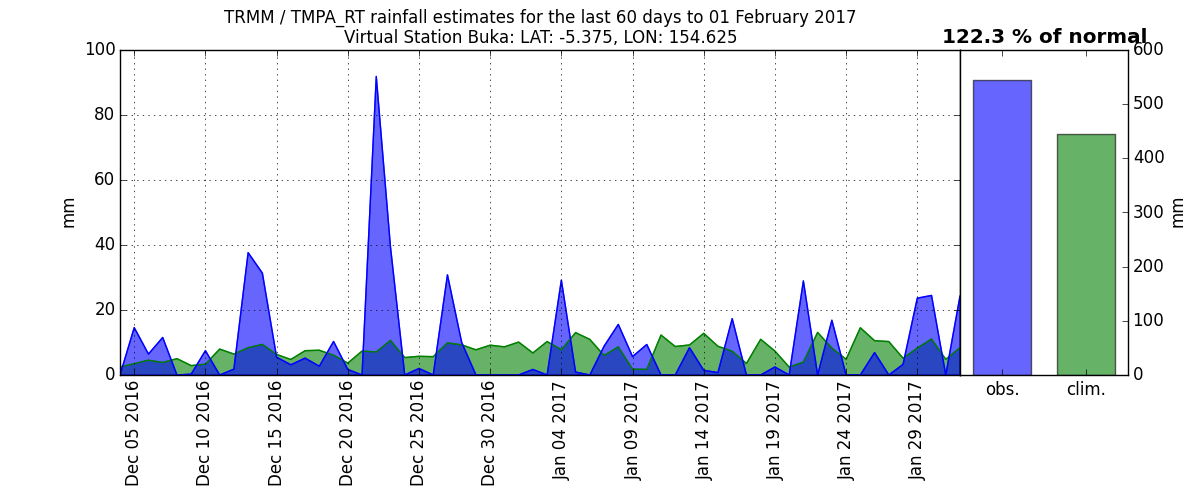 TRMM / TMPA_RT rainfall estimates for the last 60 days to 01 February 2017
Virtual Station Buka: LAT: -5.375, LON: 154.625
122.3 % of normal
100
80
60
40
20
0
mm
Dec 05 2016
Dec 10 2016
Dec 15 2016
Dec 20 2016
Dec 25 2016
Dec 30 2016
Jan 04 2017
Jan 09 2017
Jan 14 2017
Jan 19 2017
Jan 24 2017
Jan 29 2017
600
500
400
300
200
100
0
mm
obs.
clim.